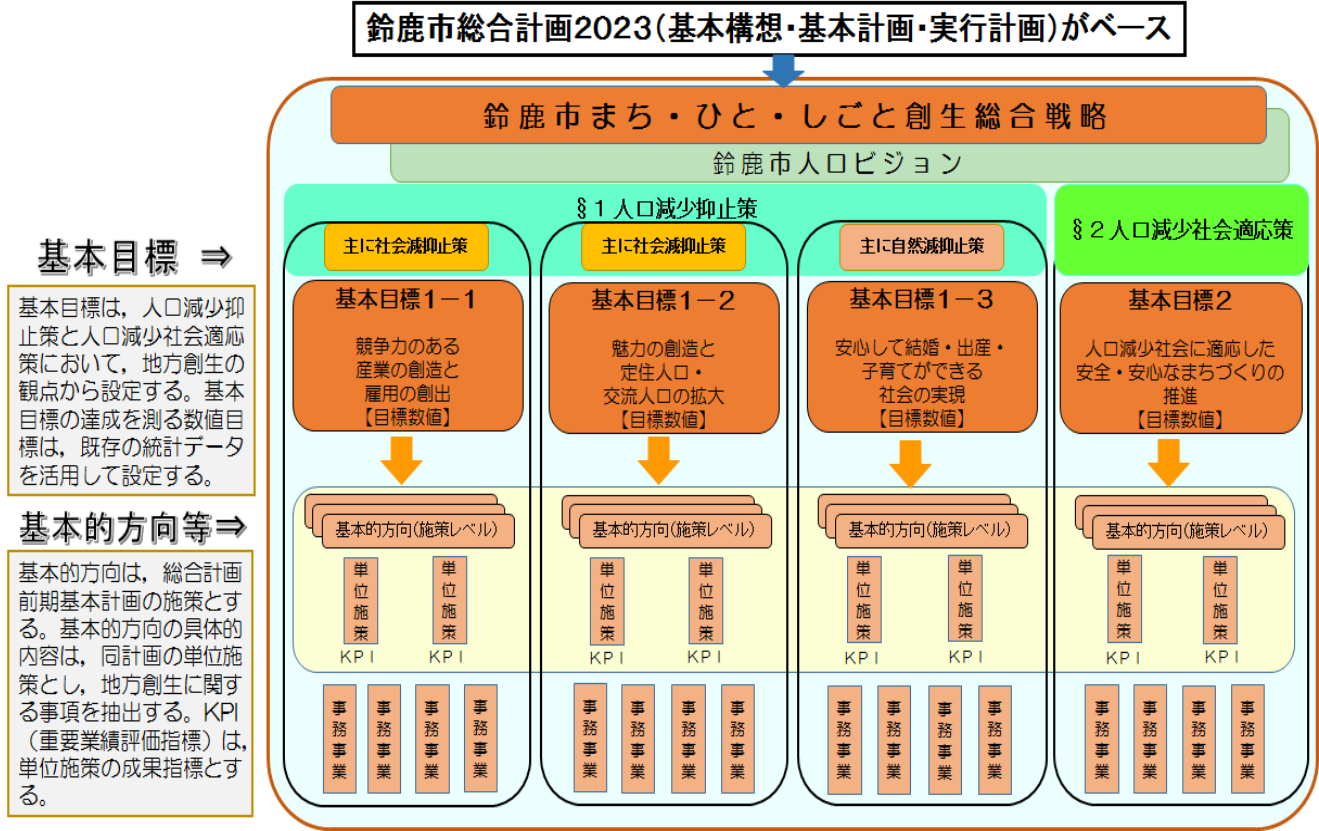 鈴鹿市総合計画2023(基本構想・基本計画・実行計画)がベース
鈴鹿市まち・ひと・しごと創生総合戦略
鈴鹿市人口ビジョン
§1人口減少抑止策
§2人口減少社会適応策
基本目標 ⇒
基本目標は，人口減少抑
止策と人口減少社会適応
策において，地方創生の
観点から設定する。基本
目標の達成を測る数値目
標は，既存の統計データ
を活用して設定する。
基本的方向等⇒
基本的方向は，総合計画
前期基本計画の施策とす
る。基本的方向の具体的
内容は，同計画の単位施
策とし，地方創生に関す
る事項を抽出する。KPI
（重要業績評価指標）は，
単位施策の成果指標とす
る。
主に社会減抑止策
基本目標1－1
競争力のある
産業の創造と
雇用の創出
【目標数値】
基本的方向(施策レベル)
単位施策
単位施策
KPI
KPI
事務事業
事務事業
事務事業
事務事業
主に社会減抑止策
基本目標1－2
魅力の創造と
定住人口・
交流人口の拡大
【目標数値】
基本的方向(施策レベル)
単位施策
単位施策
KPI
KPI
事務事業
事務事業
事務事業
事務事業
主に自然減抑止策
基本目標1－3
安心して結婚・出産・
子育てができる
社会の実現
【目標数値】
基本的方向(施策レベル)
単位施策
単位施策
KPI
KPI
事務事業
事務事業
事務事業
事務事業
基本目標2
人口減少社会に適応した
安全・安心なまちづくりの
推進
【目標数値】
基本的方向(施策レベル)
単位施策
単位施策
KPI
KPI
事務事業
事務事業
事務事業
事務事業